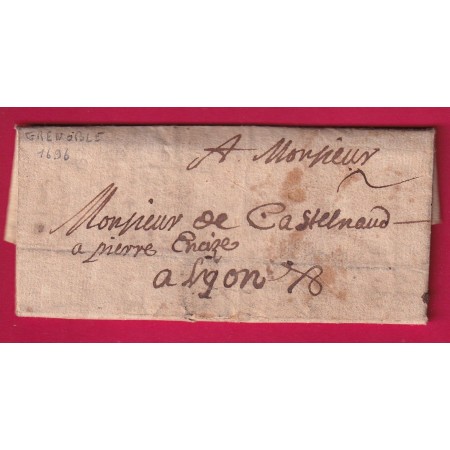 GRENOBLE
1696
A Monsieur
Monsieur de Castelnaud
a pierre Encize
a lyon